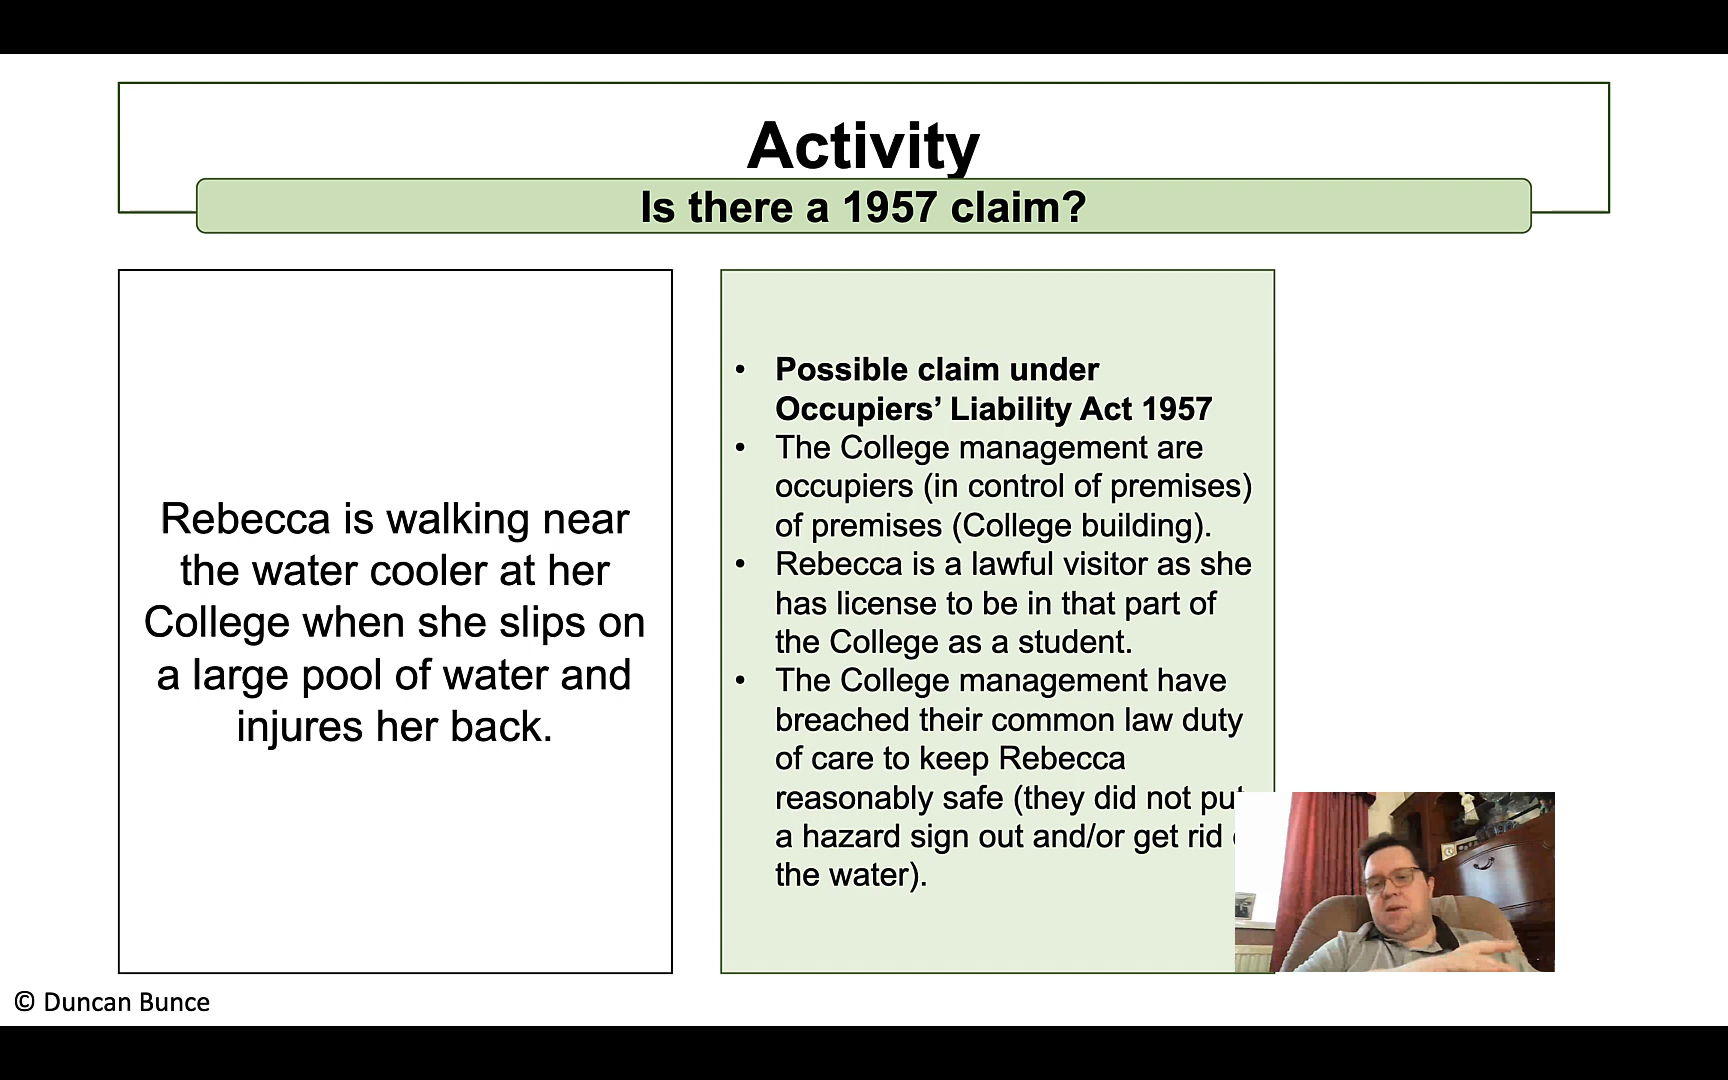 Activity
Is there a 1957 claim?
Rebecca is walking near
the water cooler at her
College when she slips on
a large pool of water and
injures her back.
• Possible claim under
Occupiers’ Liability Act 1957
• The College management are
occupiers (in control of premises)
of premises (College building).
• Rebecca is a lawful visitor as she
has license to be in that part of
the College as a student.
• The College management have
breached their common law duty
of care to keep Rebecca
reasonably safe (they did not put
a hazard sign out and/or get rid
the water).
© Duncan Bunce